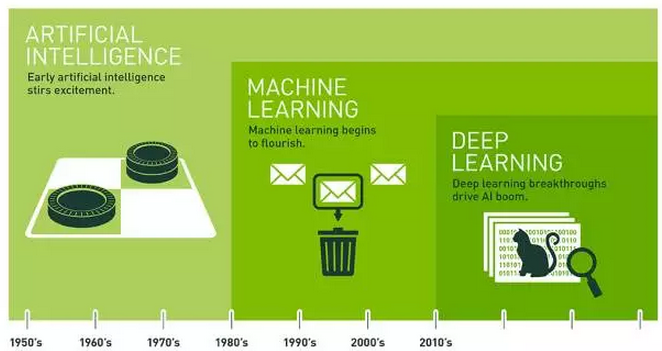 ARTIFICIAL
INTELLIGENCE
Early artificial intelligence
stirs excitement.
MACHINE
LEARNING
Machine learning begins
to flourish.
DEEP
LEARNING
Deep learning breakthroughs
drive AI boom.
1950's 1960's 1970's 1980's 1990's 2000's 2010's